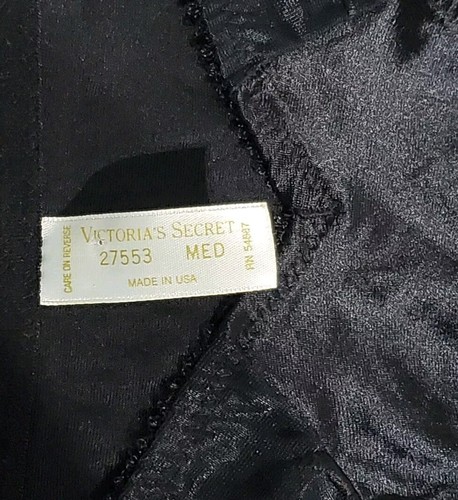 CARE ON REVERSE
VICTORIA'S SECRET
27553 MED
MADE IN USA
RN 54867